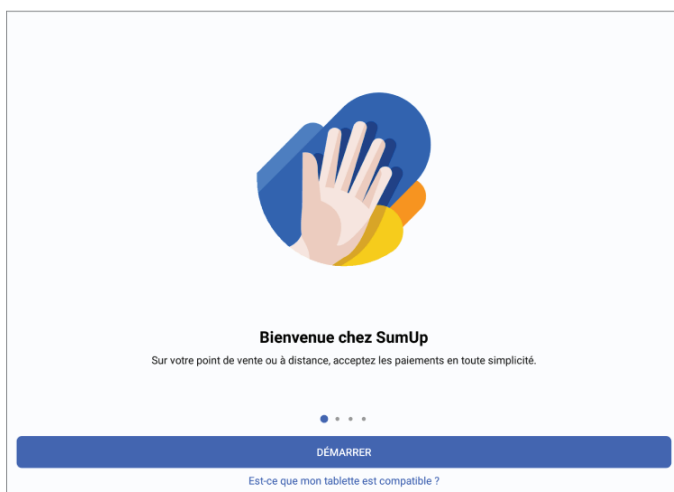 Bienvenue chez SumUp
Sur votre point de vente ou à distance, acceptez les paiements en toute simplicité.
DÉMARRER
Est-ce que mon tablette est compatible ?